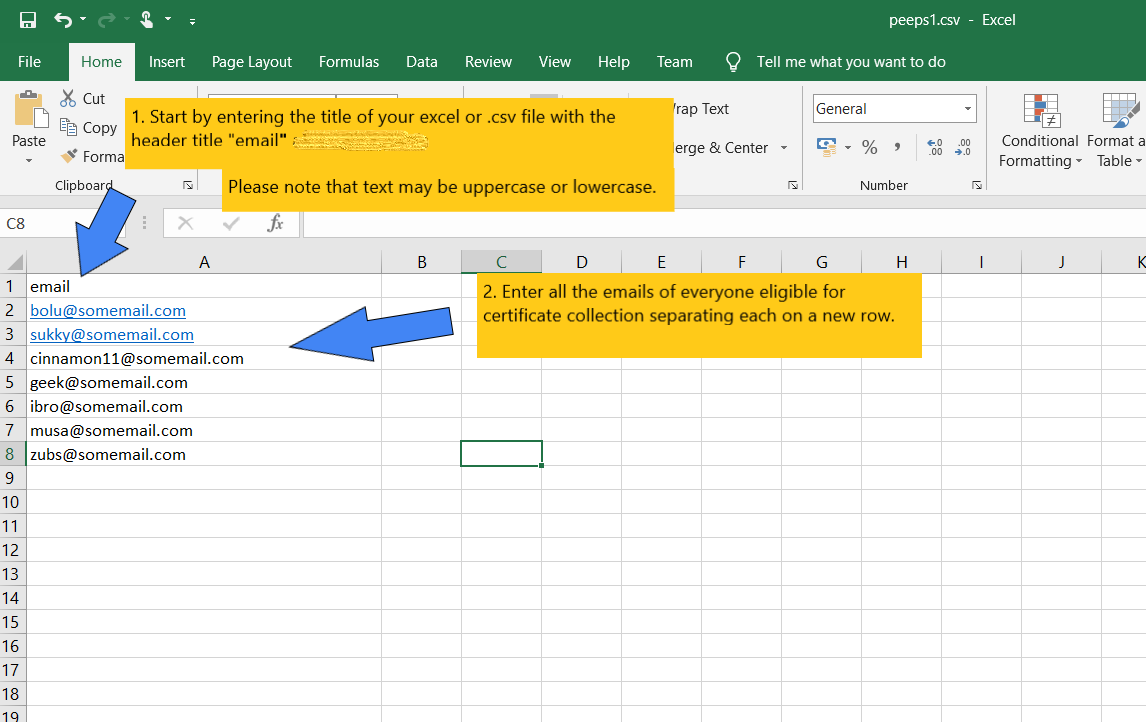 peeps1.csv - Excel
File Home Insert Page Layout Formulas Data Review View Help Team Tell me what you want to do
Cut
Copy
Paste
Forma
Clipboard
1. Start by entering the title of your excel or .csv file with the
header title "email"
Please note that text may be uppercase or lowercase.
rap Text
erge & Center
General
% ,
.00
.0
.00
Number
Conditional
Formatting
Format a
Table
C8
fx
A B C D E F G H I J K
1 email
2 bolu@somemail.com
3 sukky@somemail.com
4 cinnamon11@somemail.com
5 geek@somemail.com
6 ibro@somemail.com
7 musa@somemail.com
8 zubs@somemail.com
9
10
11
12
13
14
15
16
17
18
19
2. Enter all the emails of everyone eligible for
certificate collection separating each on a new row.